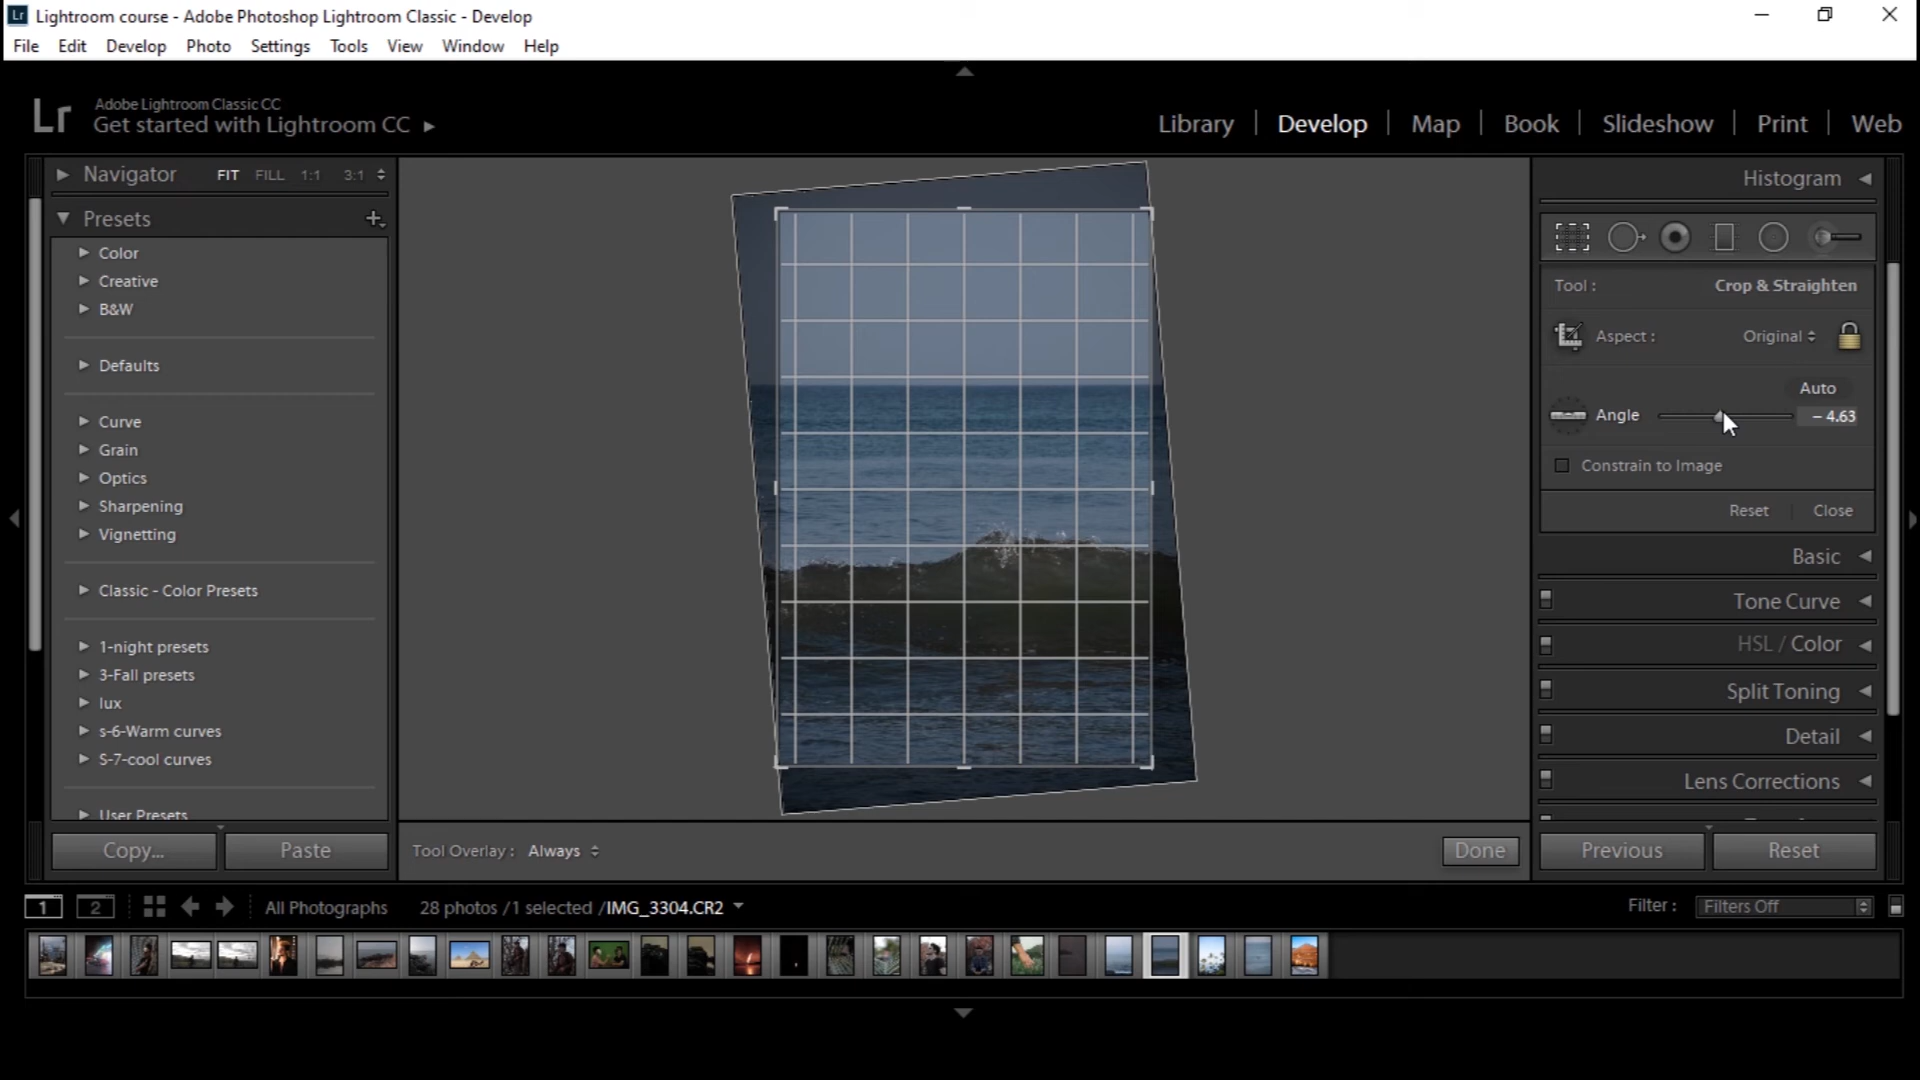 Lr Lightroom course - Adobe Photoshop Lightroom Classic - Develop
File Edit Develop Photo Settings Tools View Window Help
Lr Adobe Lightroom Classic CC
Get started with Lightroom CC
Library Develop Map Book Slideshow Print Web
Navigator FIT FILL 1:1 3:1
Presets
Color
Creative
B&W
Defaults
Curve
Grain
Optics
Sharpening
Vignetting
Classic - Color Presets
1-night presets
3-Fall presets
lux
s-6-Warm curves
S-7-cool curves
User Presets
Copy... Paste
Tool Overlay : Always Done
Histogram
Tool : Crop & Straighten
Aspect : Original
Auto
Angle - 4.63
Constrain to Image
Reset Close
Basic
Tone Curve
HSL / Color
Split Toning
Detail
Lens Corrections
Previous Reset
1 2 All Photographs 28 photos /1 selected /IMG_3304.CR2 Filter : Filters Off